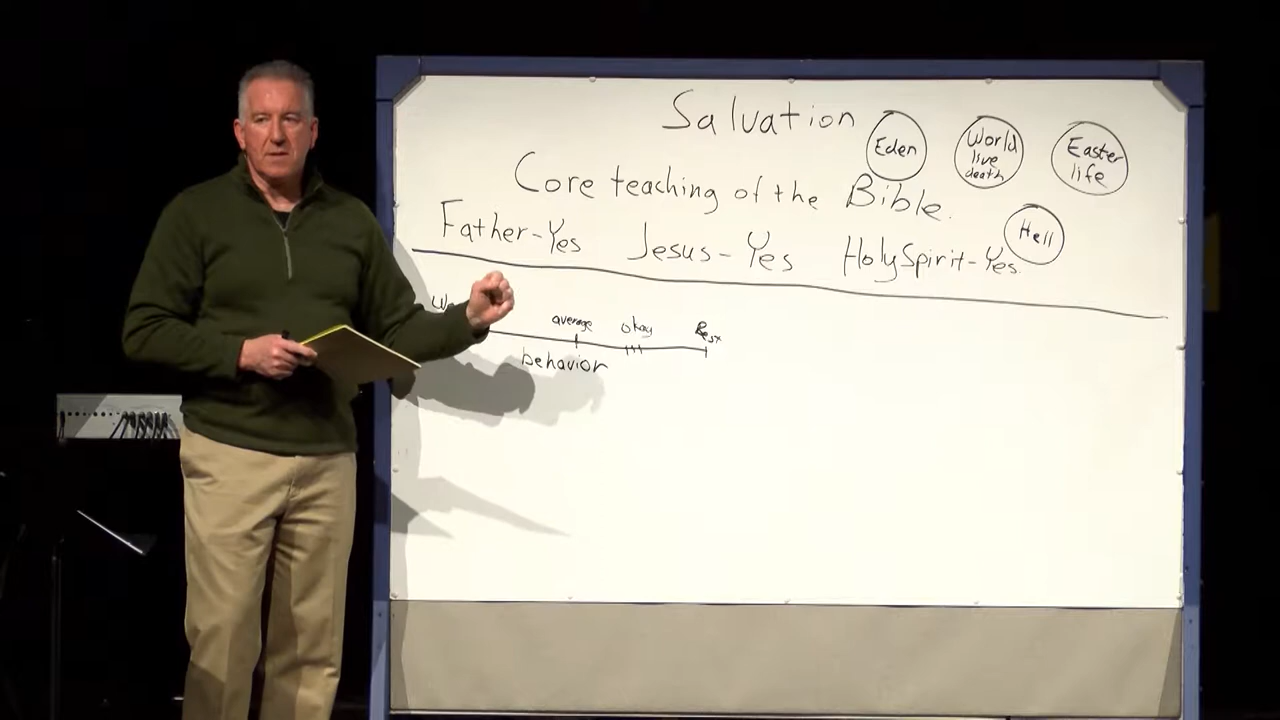 Salvation
Eden
World
live
death
Easter
life
Core teaching of the Bible.
Hell
Father-Yes Jesus-Yes Holy Spirit-Yes.
average okay Best
behavior